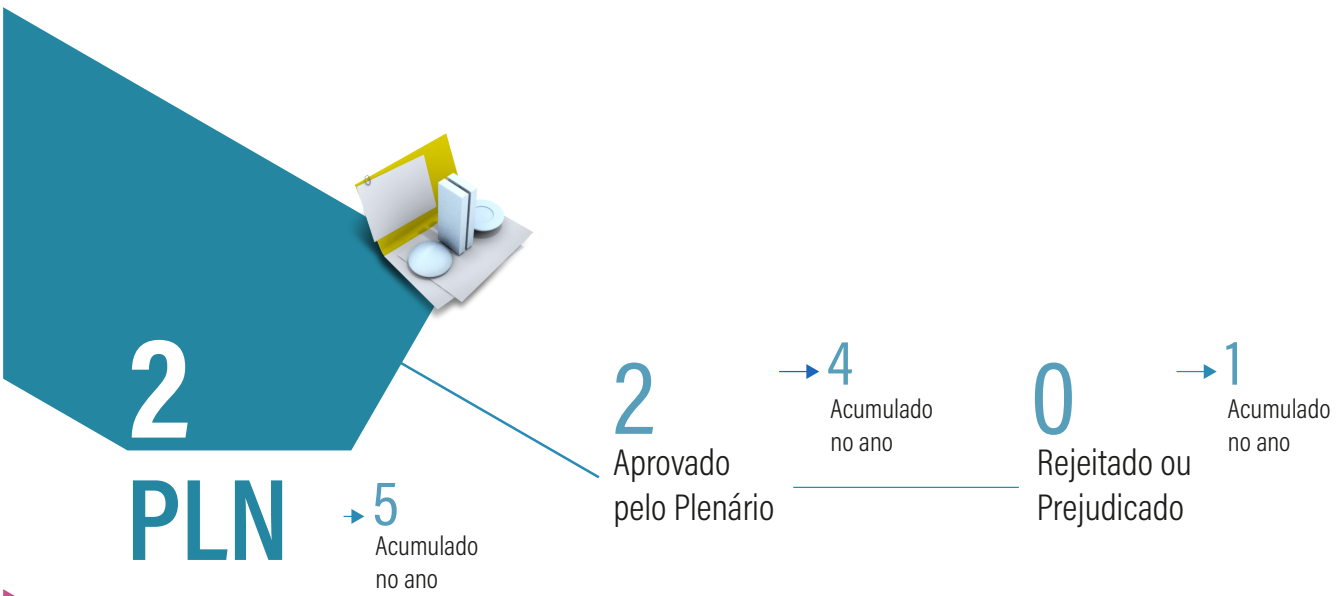 2
PLN
5
Acumulado
no ano
2
Aprovado
pelo Plenário
4
Acumulado
no ano
0
Rejeitado ou
Prejudicado
1
Acumulado
no ano